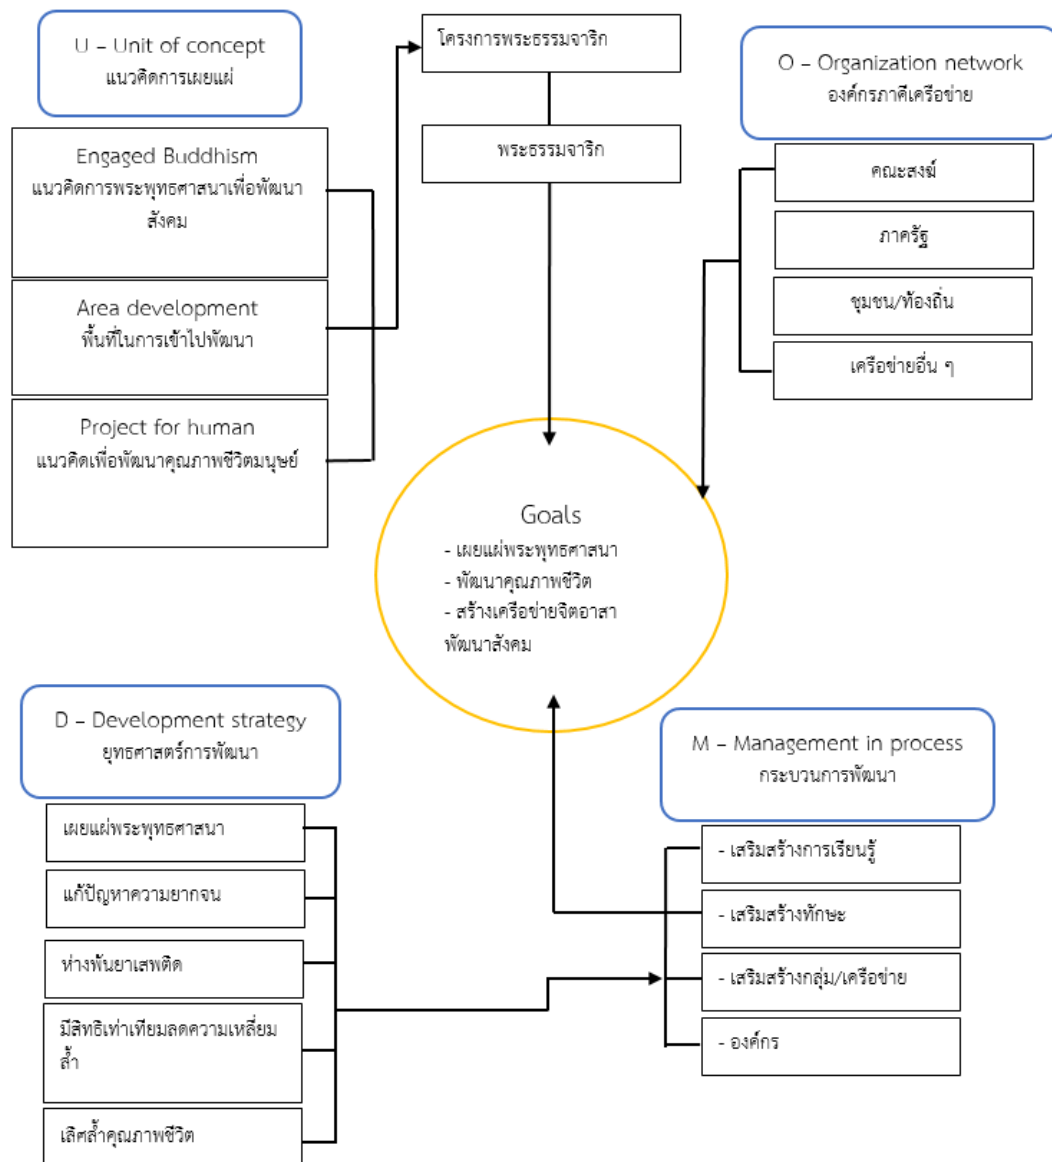 U – Unit of concept
แนวคิดการเผยแผ่
Engaged Buddhism
แนวคิดการพระพุทธศาสนาเพื่อพัฒนา
สังคม
Area development
พื้นที่ในการเข้าไปพัฒนา
Project for human
แนวคิดเพื่อพัฒนาคุณภาพชีวิตมนุษย์
โครงการพระธรรมจาริก
พระธรรมจาริก
O – Organization network
องค์กรภาคีเครือข่าย
คณะสงฆ์
ภาครัฐ
ชุมชน/ท้องถิ่น
เครือข่ายอื่น ๆ
Goals
- เผยแผ่พระพุทธศาสนา
- พัฒนาคุณภาพชีวิต
- สร้างเครือข่ายจิตอาสา
พัฒนาสังคม
D – Development strategy
ยุทธศาสตร์การพัฒนา
เผยแผ่พระพุทธศาสนา
แก้ปัญหาความยากจน
ห่างพ้นยาเสพติด
มีสิทธิเท่าเทียมลดความเหลี่ยม
ล้ำ
เลิศล้ำคุณภาพชีวิต
M – Management in process
กระบวนการพัฒนา
- เสริมสร้างการเรียนรู้
- เสริมสร้างทักษะ
- เสริมสร้างกลุ่ม/เครือข่าย
- องค์กร